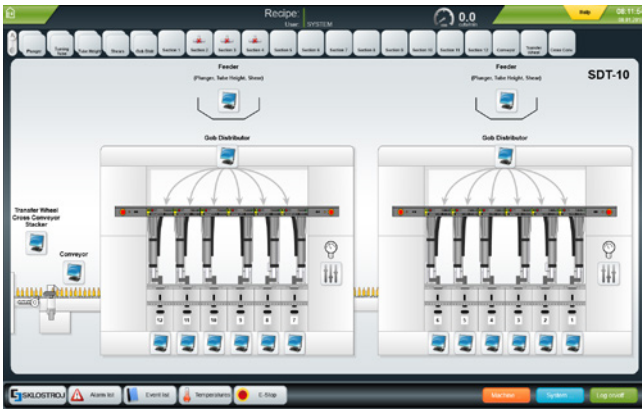 Recipe:
User: SYSTEM
0.0
Help
Plunger
Tube Height
Shears
Section 1
Section 2
Section 3
Section 4
Section 5
Section 6
Section 7
Section 8
Section 9
Section 10
Section 11
Section 12
Conveyor
Transfer
Wheel
Cross Conv.
Feeder
(Plunger, Tube Height, Shear)
Feeder
(Plunger, Tube Height, Shear)
SDT-10
Gob Distributor
Gob Distributor
Transfer Wheel
Cross Conveyor
Stacker
Conveyor
12
11
10
9
8
7
6
5
4
3
2
1
SKLOSTROJ
Alarm list
Event list
Temperatures
E-Stop
Machine
System
Log on/off